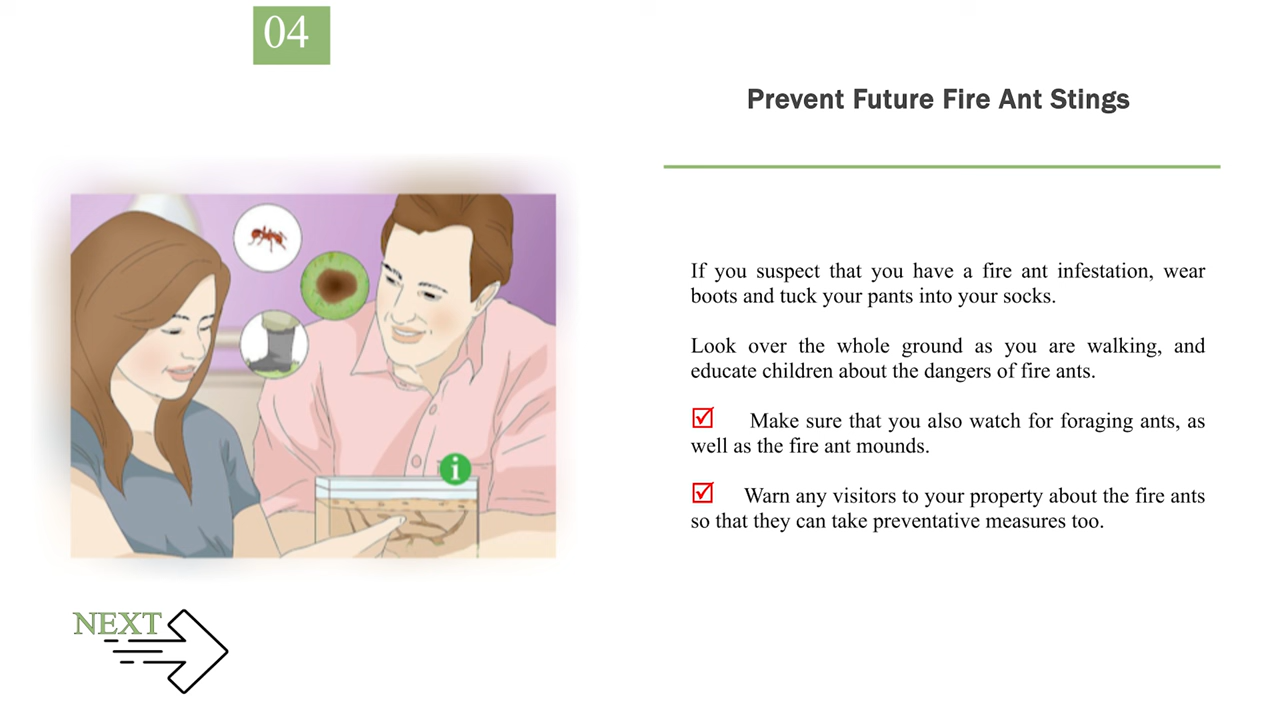 04
Prevent Future Fire Ant Stings
If you suspect that you have a fire ant infestation, wear
boots and tuck your pants into your socks.
Look over the whole ground as you are walking, and
educate children about the dangers of fire ants.
☑ Make sure that you also watch for foraging ants, as
well as the fire ant mounds.
☑ Warn any visitors to your property about the fire ants
so that they can take preventative measures too.
i
NEXT